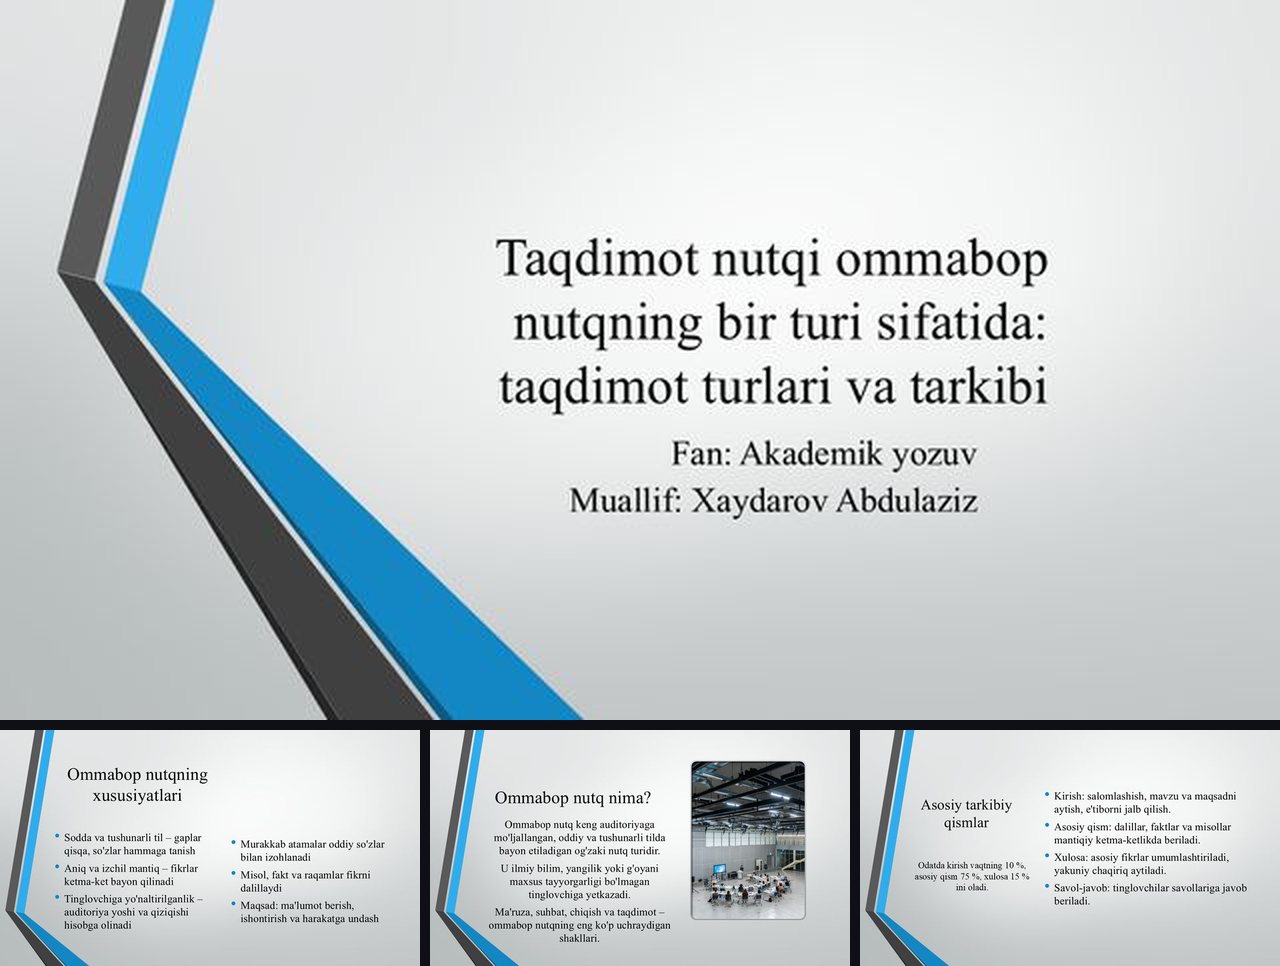 Taqdimot nutqi ommabop
nutqning bir turi sifatida:
taqdimot turlari va tarkibi
Fan: Akademik yozuv
Muallif: Xaydarov Abdulaziz
Ommabop nutqning
xususiyatlari
• Sodda va tushunarli til – gaplar
qisqa, so'zlar hammaga tanish
• Aniq va izchil mantiq – fikrlar
ketma-ket bayon qilinadi
• Tinglovchiga yo'naltirilganlik –
auditoriya yoshi va qiziqishi
hisobga olinadi
• Murakkab atamalar oddiy so'zlar
bilan izohlanadi
• Misol, fakt va raqamlar fikrni
dalillaydi
• Maqsad: ma'lumot berish,
ishontirish va harakatga undash
Ommabop nutq nima?
Ommabop nutq keng auditoriyaga
mo'ljallangan, oddiy va tushunarli tilda
bayon etiladigan og'zaki nutq turidir.
U ilmiy bilim, yangilik yoki g'oyani
maxsus tayyorgarligi bo'lmagan
tinglovchiga yetkazadi.
Ma'ruza, suhbat, chiqish va taqdimot –
ommabop nutqning eng ko'p uchraydigan
shakllari.
Asosiy tarkibiy
qismlar
Odatda kirish vaqtning 10 %,
asosiy qism 75 %, xulosa 15 %
ini oladi.
• Kirish: salomlashish, mavzu va maqsadni
aytish, e'tiborni jalb qilish.
• Asosiy qism: dalillar, faktlar va misollar
mantiqiy ketma-ketlikda beriladi.
• Xulosa: asosiy fikrlar umumlashtiriladi,
yakuniy chaqiriq aytiladi.
• Savol-javob: tinglovchilar savollariga javob
beriladi.